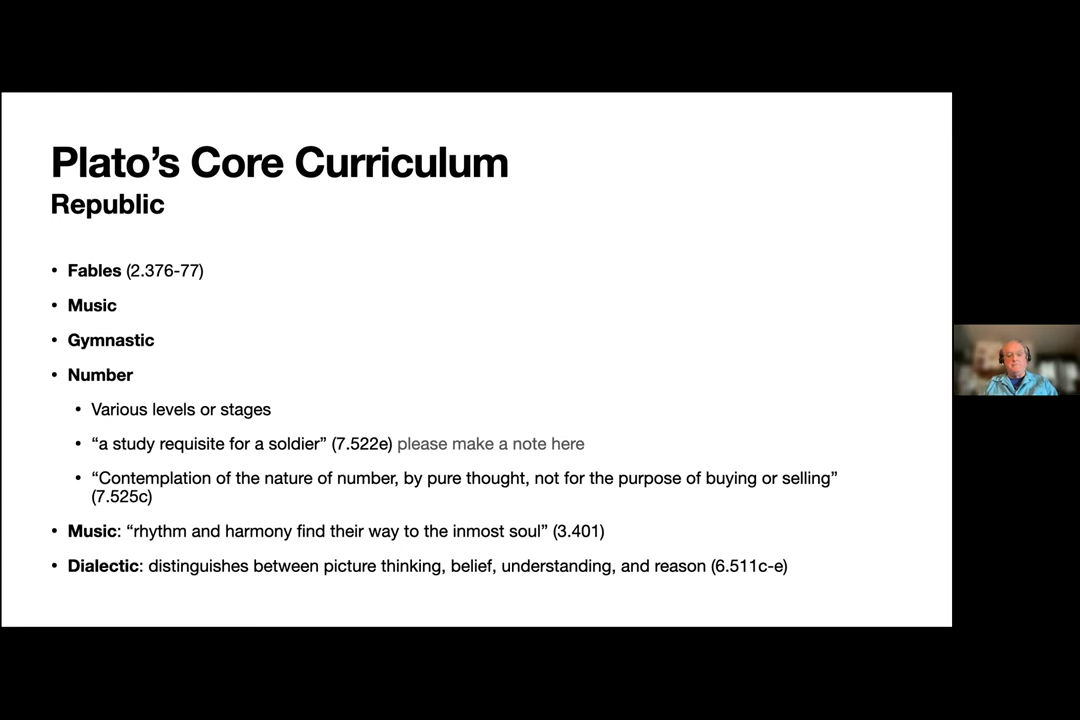 Plato’s Core Curriculum
Republic
• Fables (2.376-77)
• Music
• Gymnastic
• Number
• Various levels or stages
• “a study requisite for a soldier” (7.522e) please make a note here
• “Contemplation of the nature of number, by pure thought, not for the purpose of buying or selling”
(7.525c)
• Music: “rhythm and harmony find their way to the inmost soul” (3.401)
• Dialectic: distinguishes between picture thinking, belief, understanding, and reason (6.511c-e)